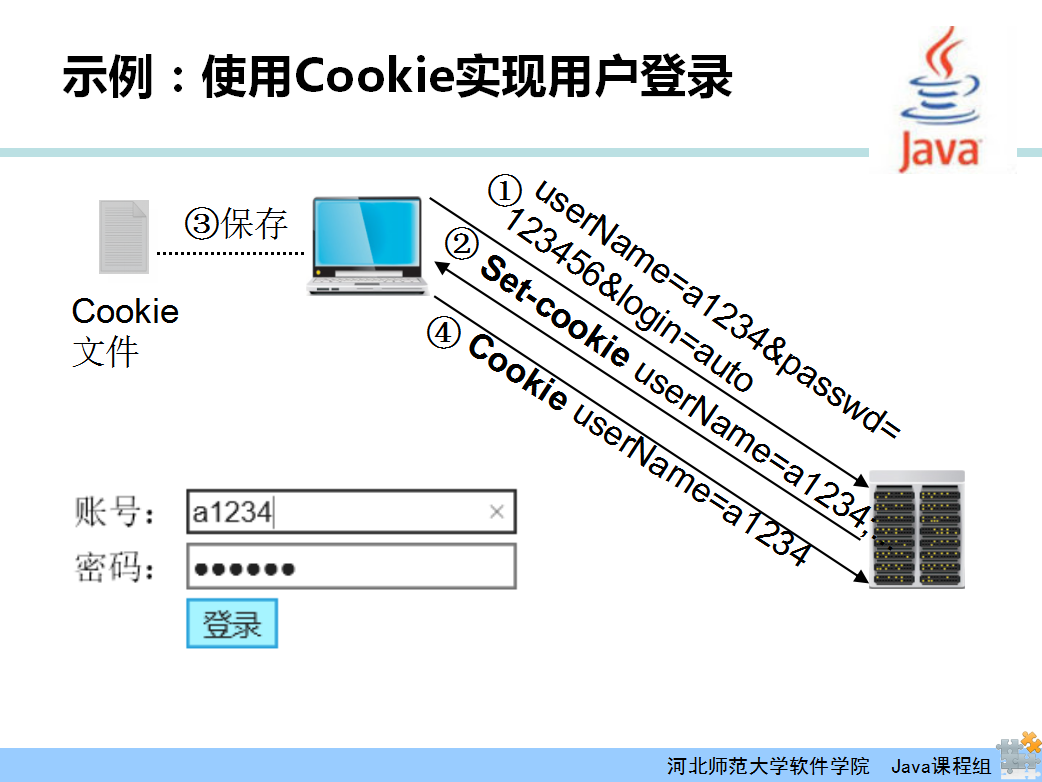 示例：使用Cookie实现用户登录
Java
① userName=a1234&passwd=
123456&login=auto
② Set-cookie userName=a1234;...
③保存
④ Cookie userName=a1234
Cookie
文件
账号： a1234 ×
密码： ●●●●●●
登录
河北师范大学软件学院 Java课程组